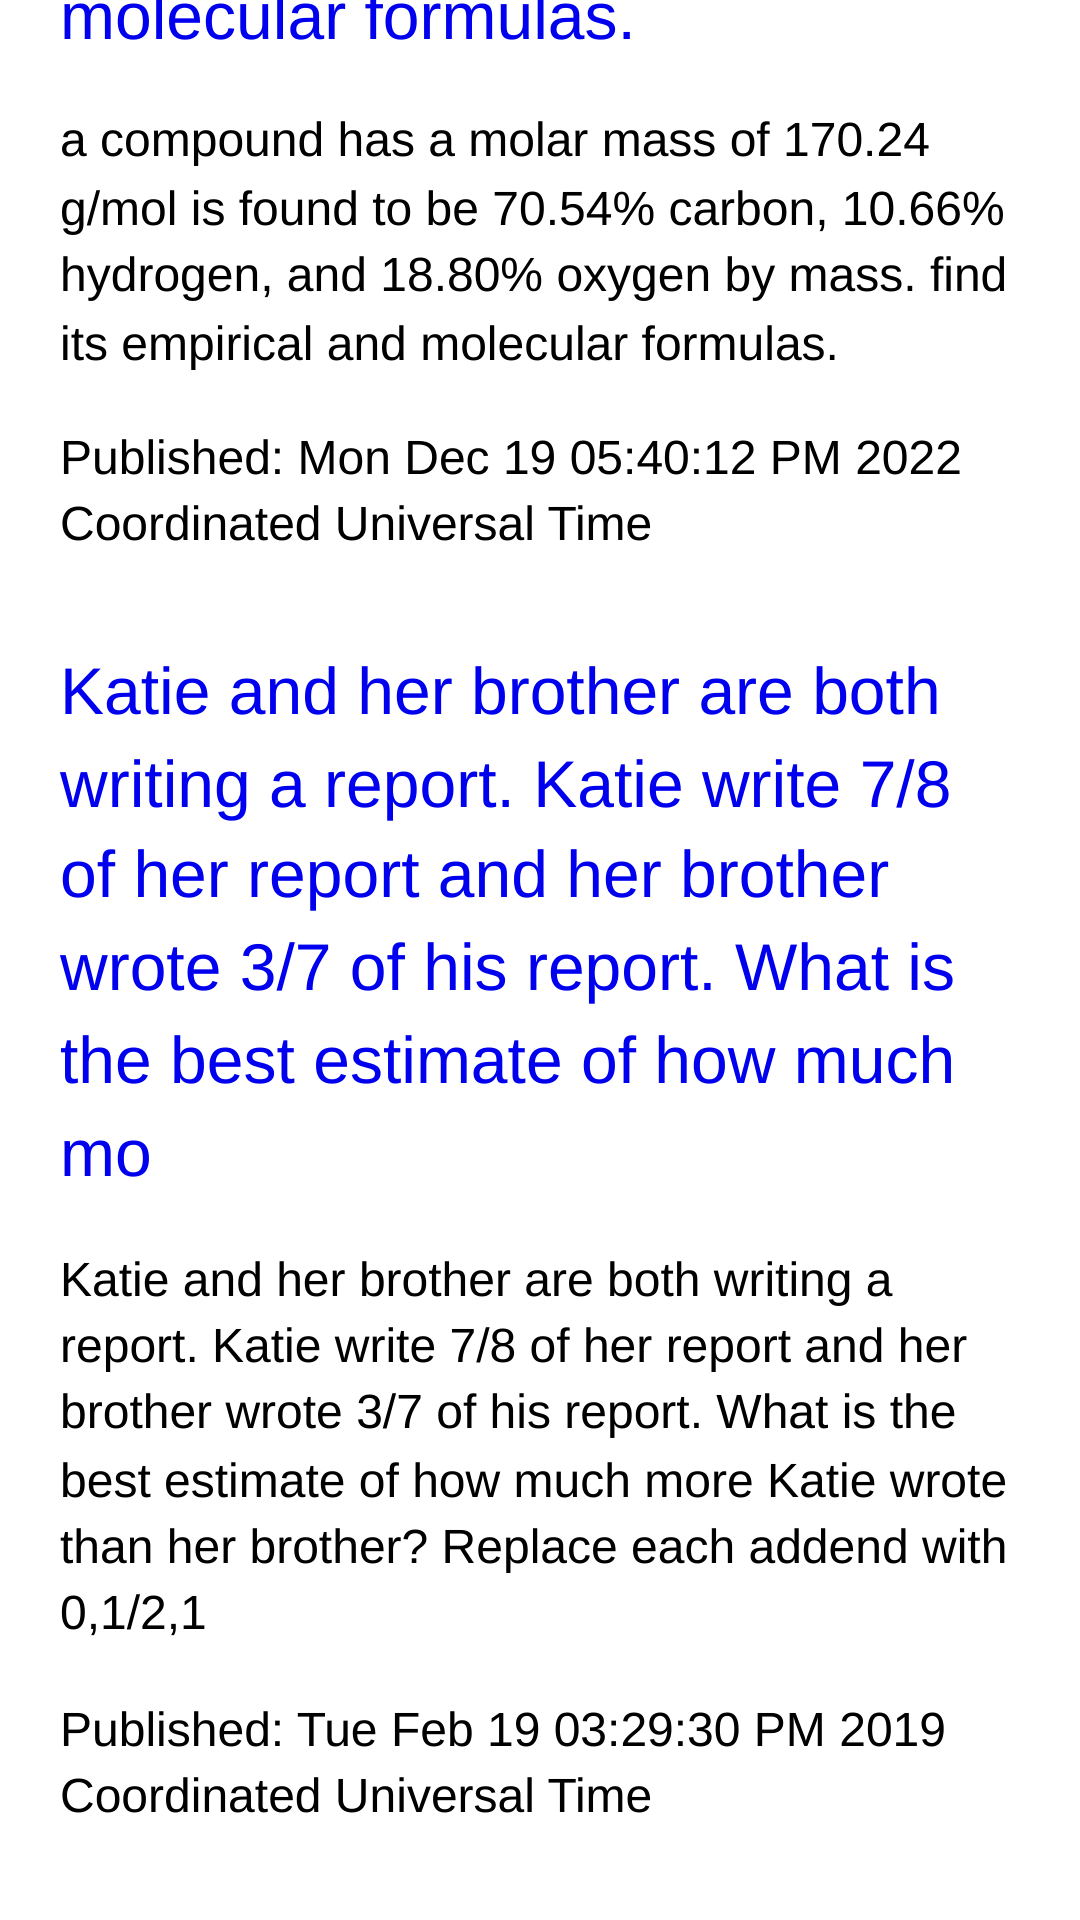 molecular formulas.
a compound has a molar mass of 170.24
g/mol is found to be 70.54% carbon, 10.66%
hydrogen, and 18.80% oxygen by mass. find
its empirical and molecular formulas.
Published: Mon Dec 19 05:40:12 PM 2022
Coordinated Universal Time
Katie and her brother are both
writing a report. Katie write 7/8
of her report and her brother
wrote 3/7 of his report. What is
the best estimate of how much
mo
Katie and her brother are both writing a
report. Katie write 7/8 of her report and her
brother wrote 3/7 of his report. What is the
best estimate of how much more Katie wrote
than her brother? Replace each addend with
0,1/2,1
Published: Tue Feb 19 03:29:30 PM 2019
Coordinated Universal Time